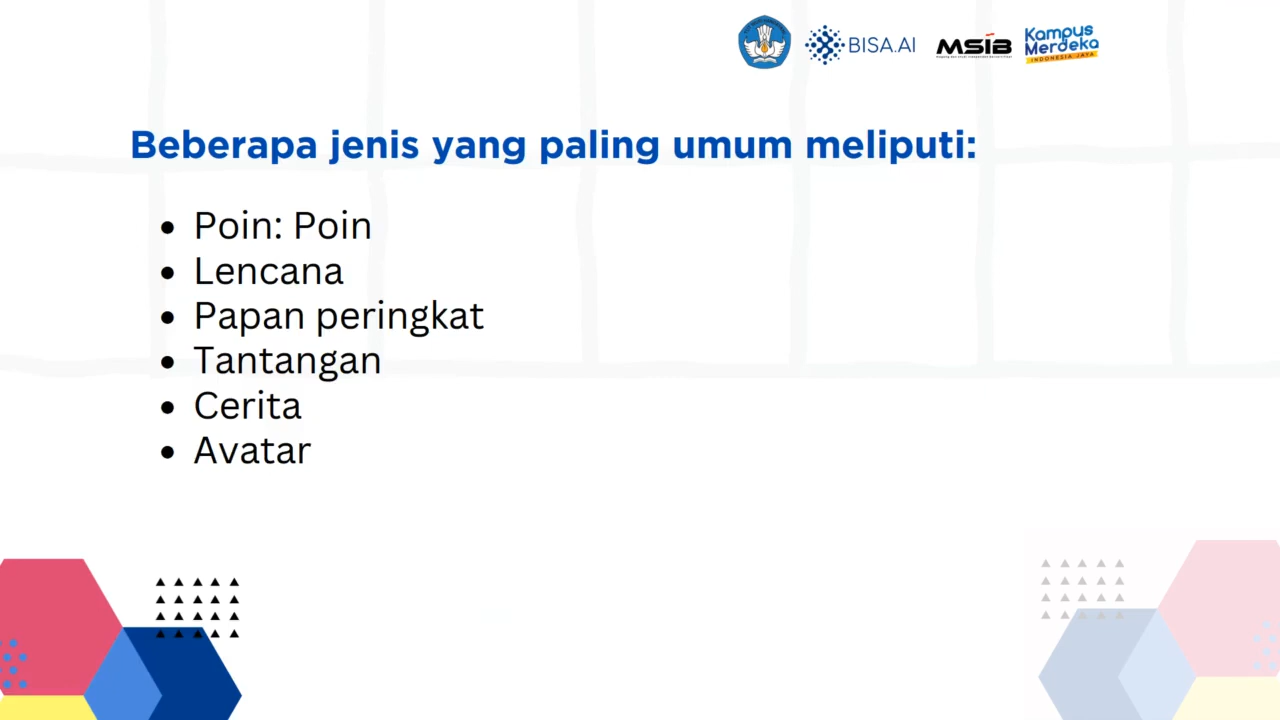 BISA.AI
MSIB
Kampus
Merdeka
INDONESIA JAYA
Beberapa jenis yang paling umum meliputi:
• Poin: Poin
• Lencana
• Papan peringkat
• Tantangan
• Cerita
• Avatar